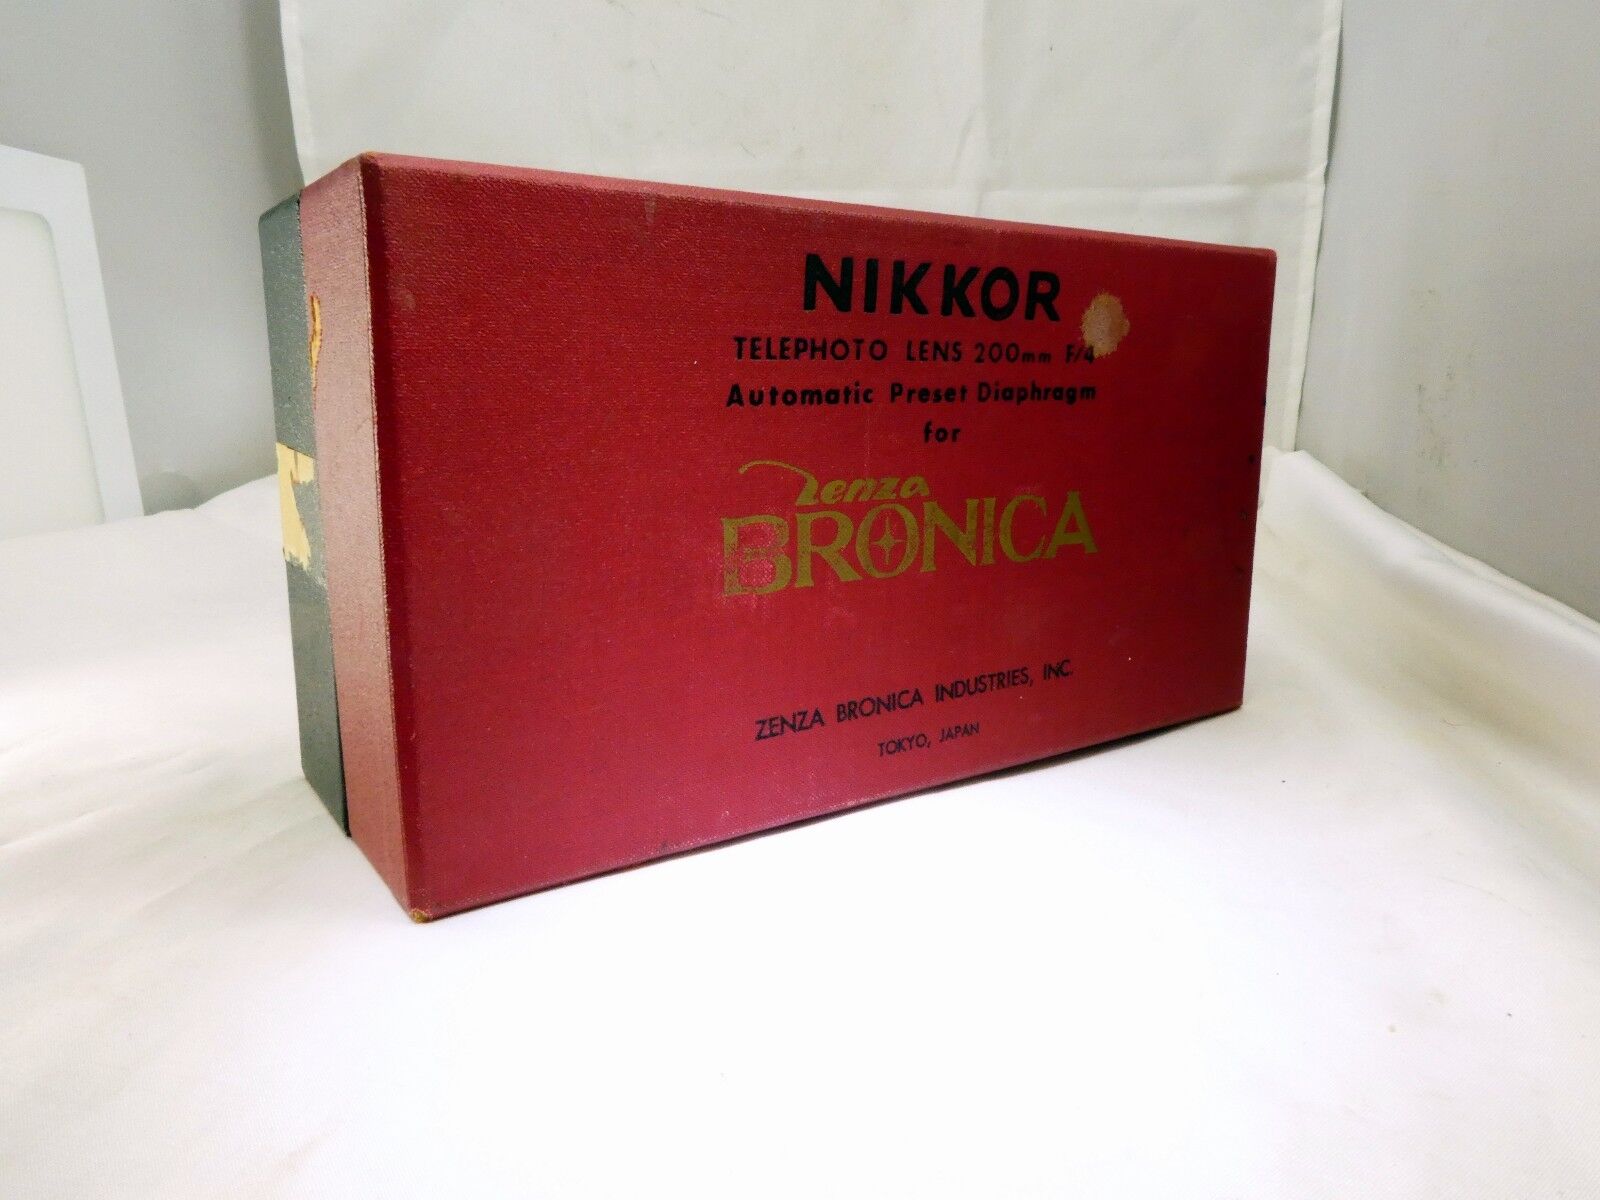 NIKKOR
TELEPHOTO LENS 200mm F/4
Automatic Preset Diaphragm
for
Zenza
BRONICA
ZENZA BRONICA INDUSTRIES, INC.
TOKYO, JAPAN